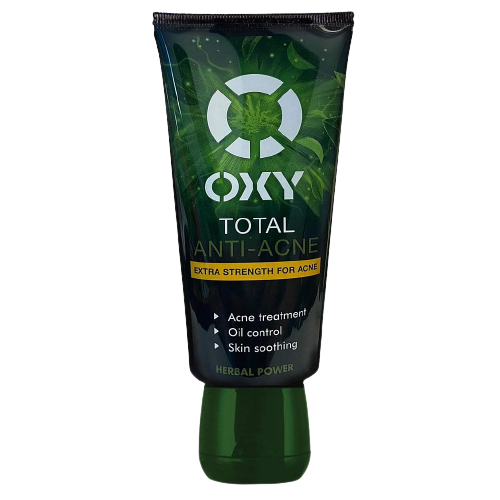 OXY
TOTAL
ANTI-ACNE
EXTRA STRENGTH FOR ACNE
Acne treatment
Oil control
Skin soothing
HERBAL POWER